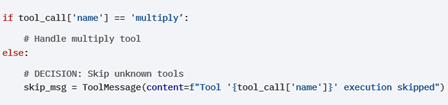 if tool_call['name'] == 'multiply':
# Handle multiply tool
else:
# DECISION: Skip unknown tools
skip_msg = ToolMessage(content=f"Tool '{tool_call['name']}' execution skipped")